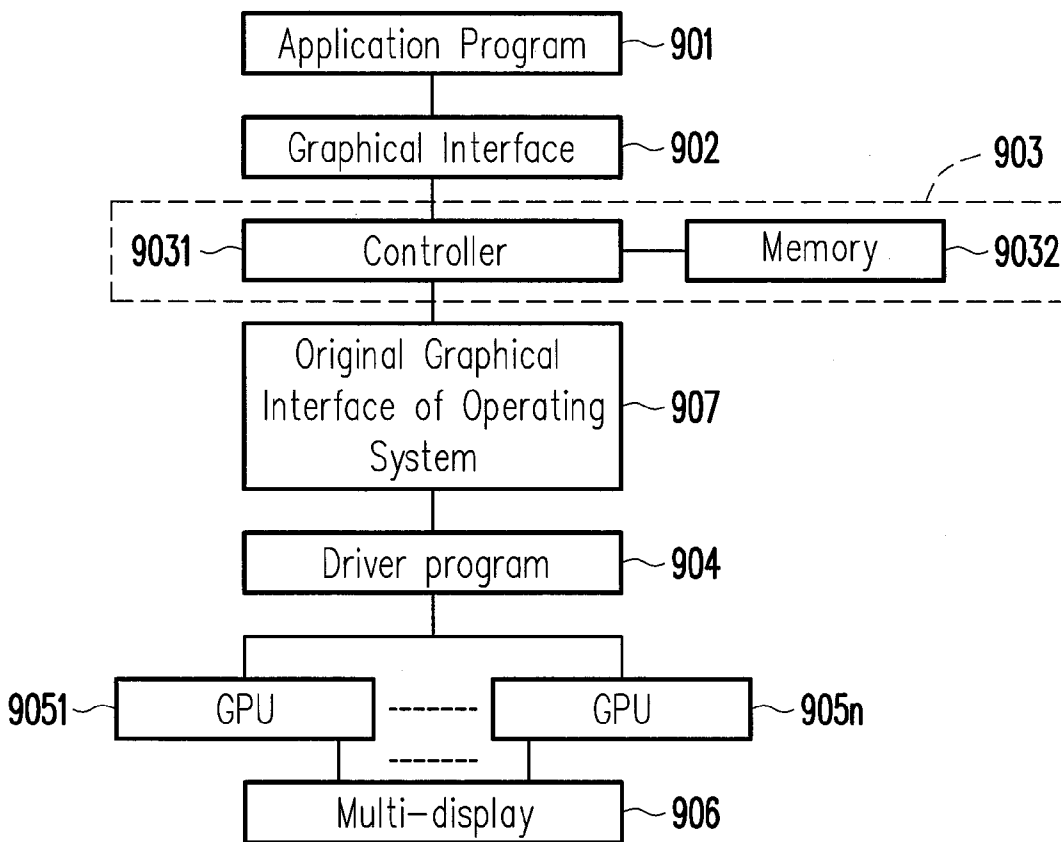 Application Program 901
Graphical Interface 902
903
9031 Controller Memory 9032
Original Graphical
Interface of Operating
System
907
Driver program 904
9051 GPU GPU 905n
Multi-display 906